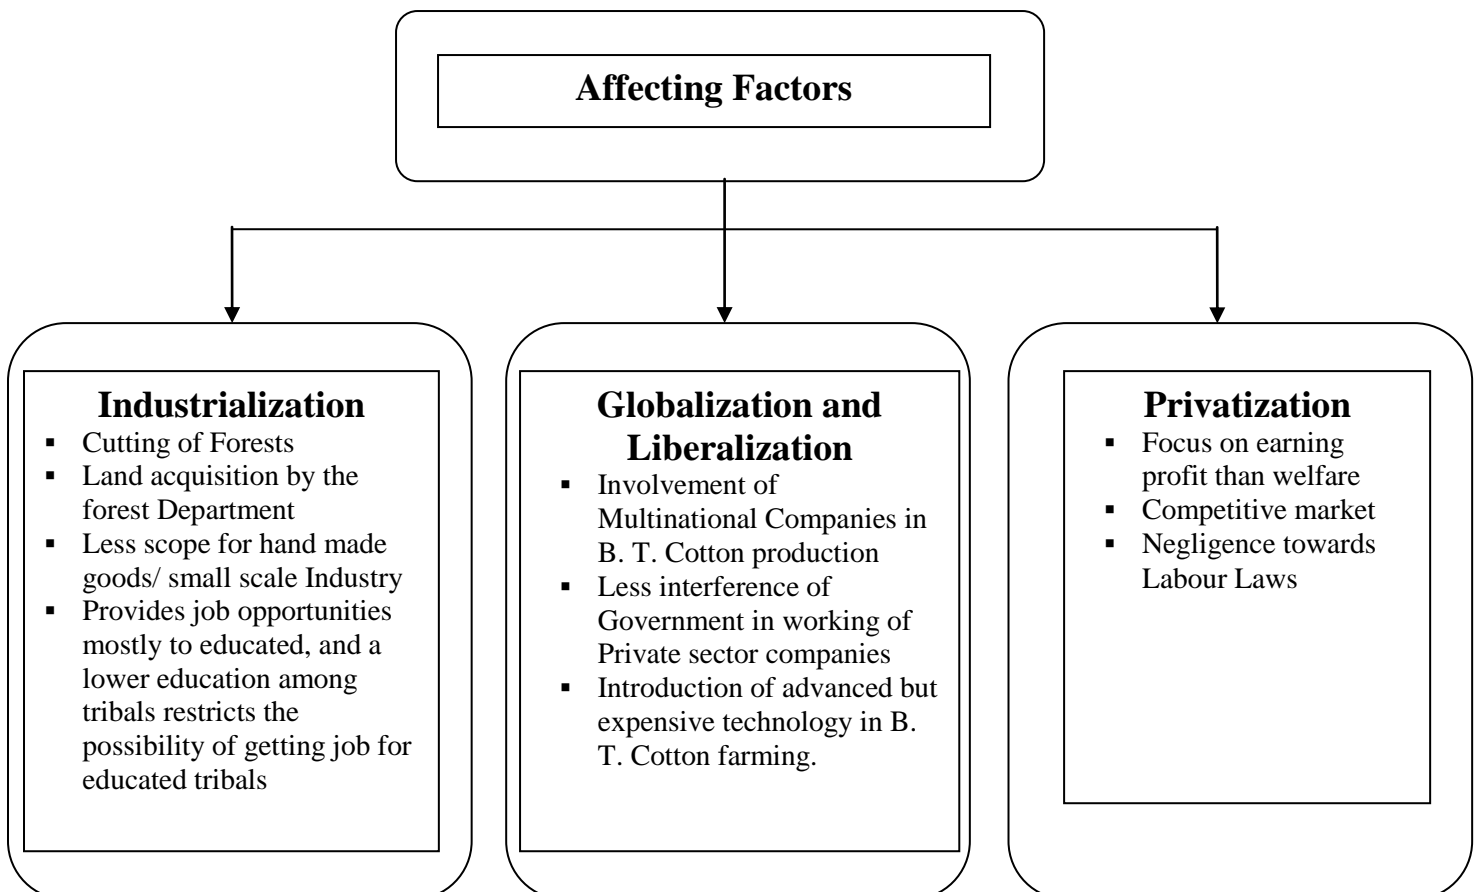 Affecting Factors
Industrialization
▪ Cutting of Forests
▪ Land acquisition by the
forest Department
▪ Less scope for hand made
goods/ small scale Industry
▪ Provides job opportunities
mostly to educated, and a
lower education among
tribals restricts the
possibility of getting job for
educated tribals
Globalization and
Liberalization
▪ Involvement of
Multinational Companies in
B. T. Cotton production
▪ Less interference of
Government in working of
Private sector companies
▪ Introduction of advanced but
expensive technology in B.
T. Cotton farming.
Privatization
▪ Focus on earning
profit than welfare
▪ Competitive market
▪ Negligence towards
Labour Laws